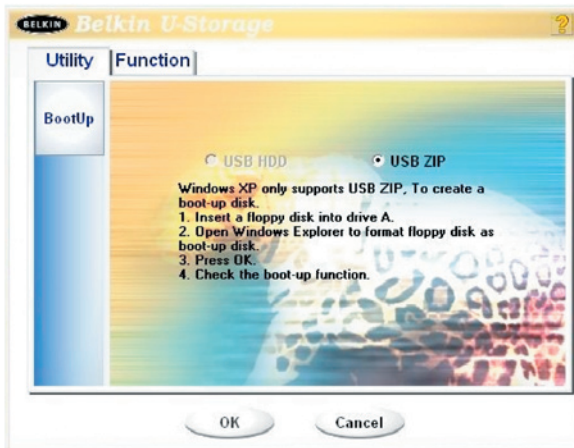 BELKIN Belkin U-Storage ?
Utility Function
BootUp
USB HDD USB ZIP
Windows XP only supports USB ZIP, To create a
boot-up disk.
1. Insert a floppy disk into drive A.
2. Open Windows Explorer to format floppy disk as
boot-up disk.
3. Press OK.
4. Check the boot-up function.
OK Cancel